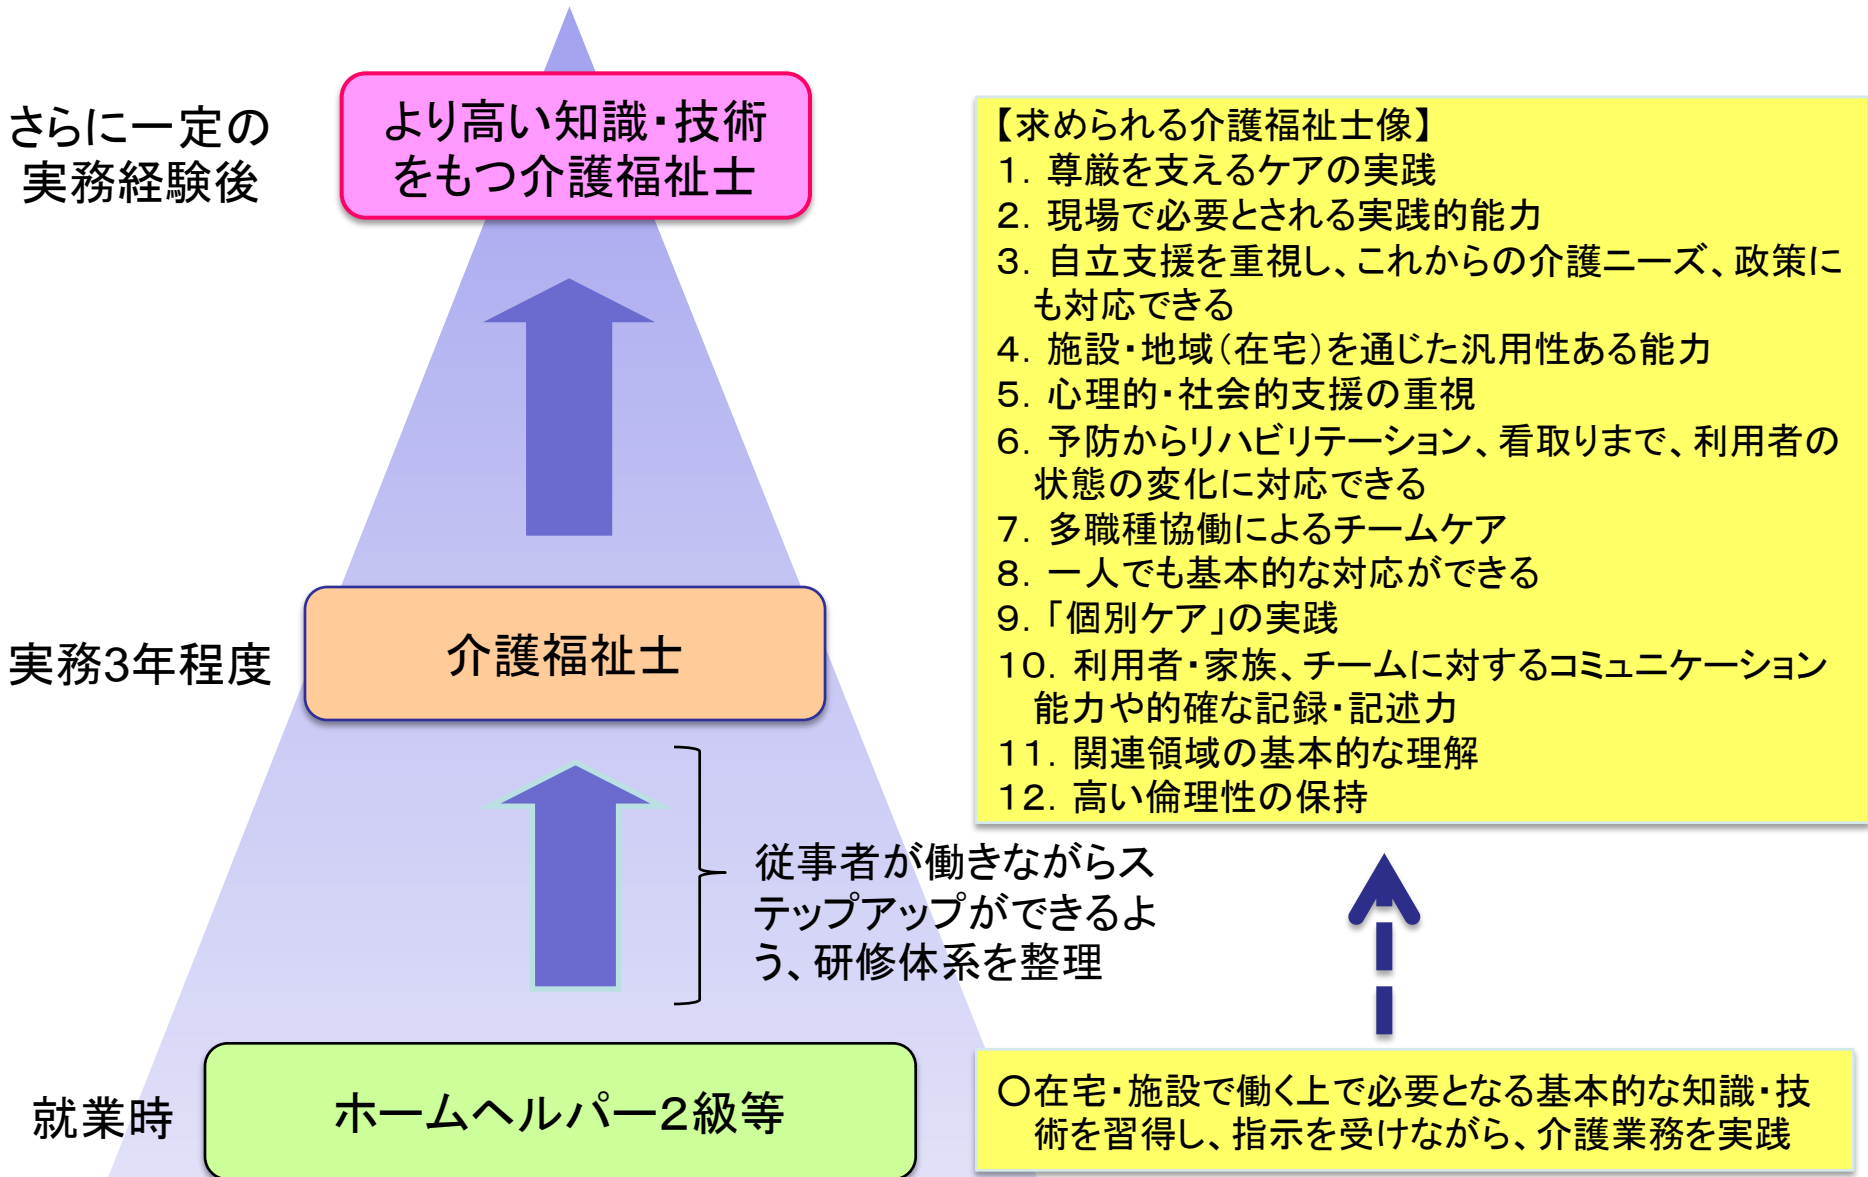 さらに一定の
実務経験後
より高い知識・技術
をもつ介護福祉士
実務3年程度
介護福祉士
従事者が働きながらス
テップアップができるよ
う、研修体系を整理
就業時
ホームヘルパー2級等
【求められる介護福祉士像】
１．尊厳を支えるケアの実践
２．現場で必要とされる実践的能力
３．自立支援を重視し、これからの介護ニーズ、政策に
も対応できる
４．施設・地域（在宅）を通じた汎用性ある能力
５．心理的・社会的支援の重視
６．予防からリハビリテーション、看取りまで、利用者の
状態の変化に対応できる
７．多職種協働によるチームケア
８．一人でも基本的な対応ができる
９．「個別ケア」の実践
１０．利用者・家族、チームに対するコミュニケーション
能力や的確な記録・記述力
１１．関連領域の基本的な理解
１２．高い倫理性の保持
○在宅・施設で働く上で必要となる基本的な知識・技
術を習得し、指示を受けながら、介護業務を実践